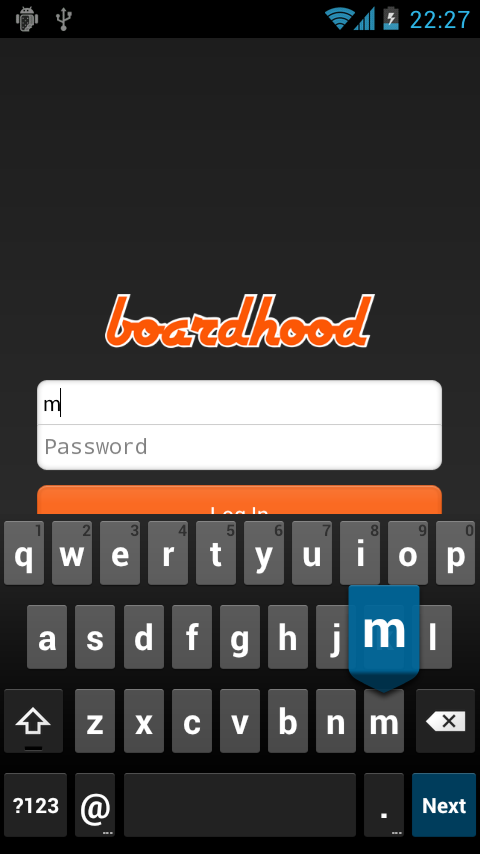 22:27
boardhood
m
Password
Log In
1 2 3 4 5 6 7 8 9 0
q w e r t y u i o p
a s d f g h j m l
z x c v b n m
?123 @ ... . ... Next